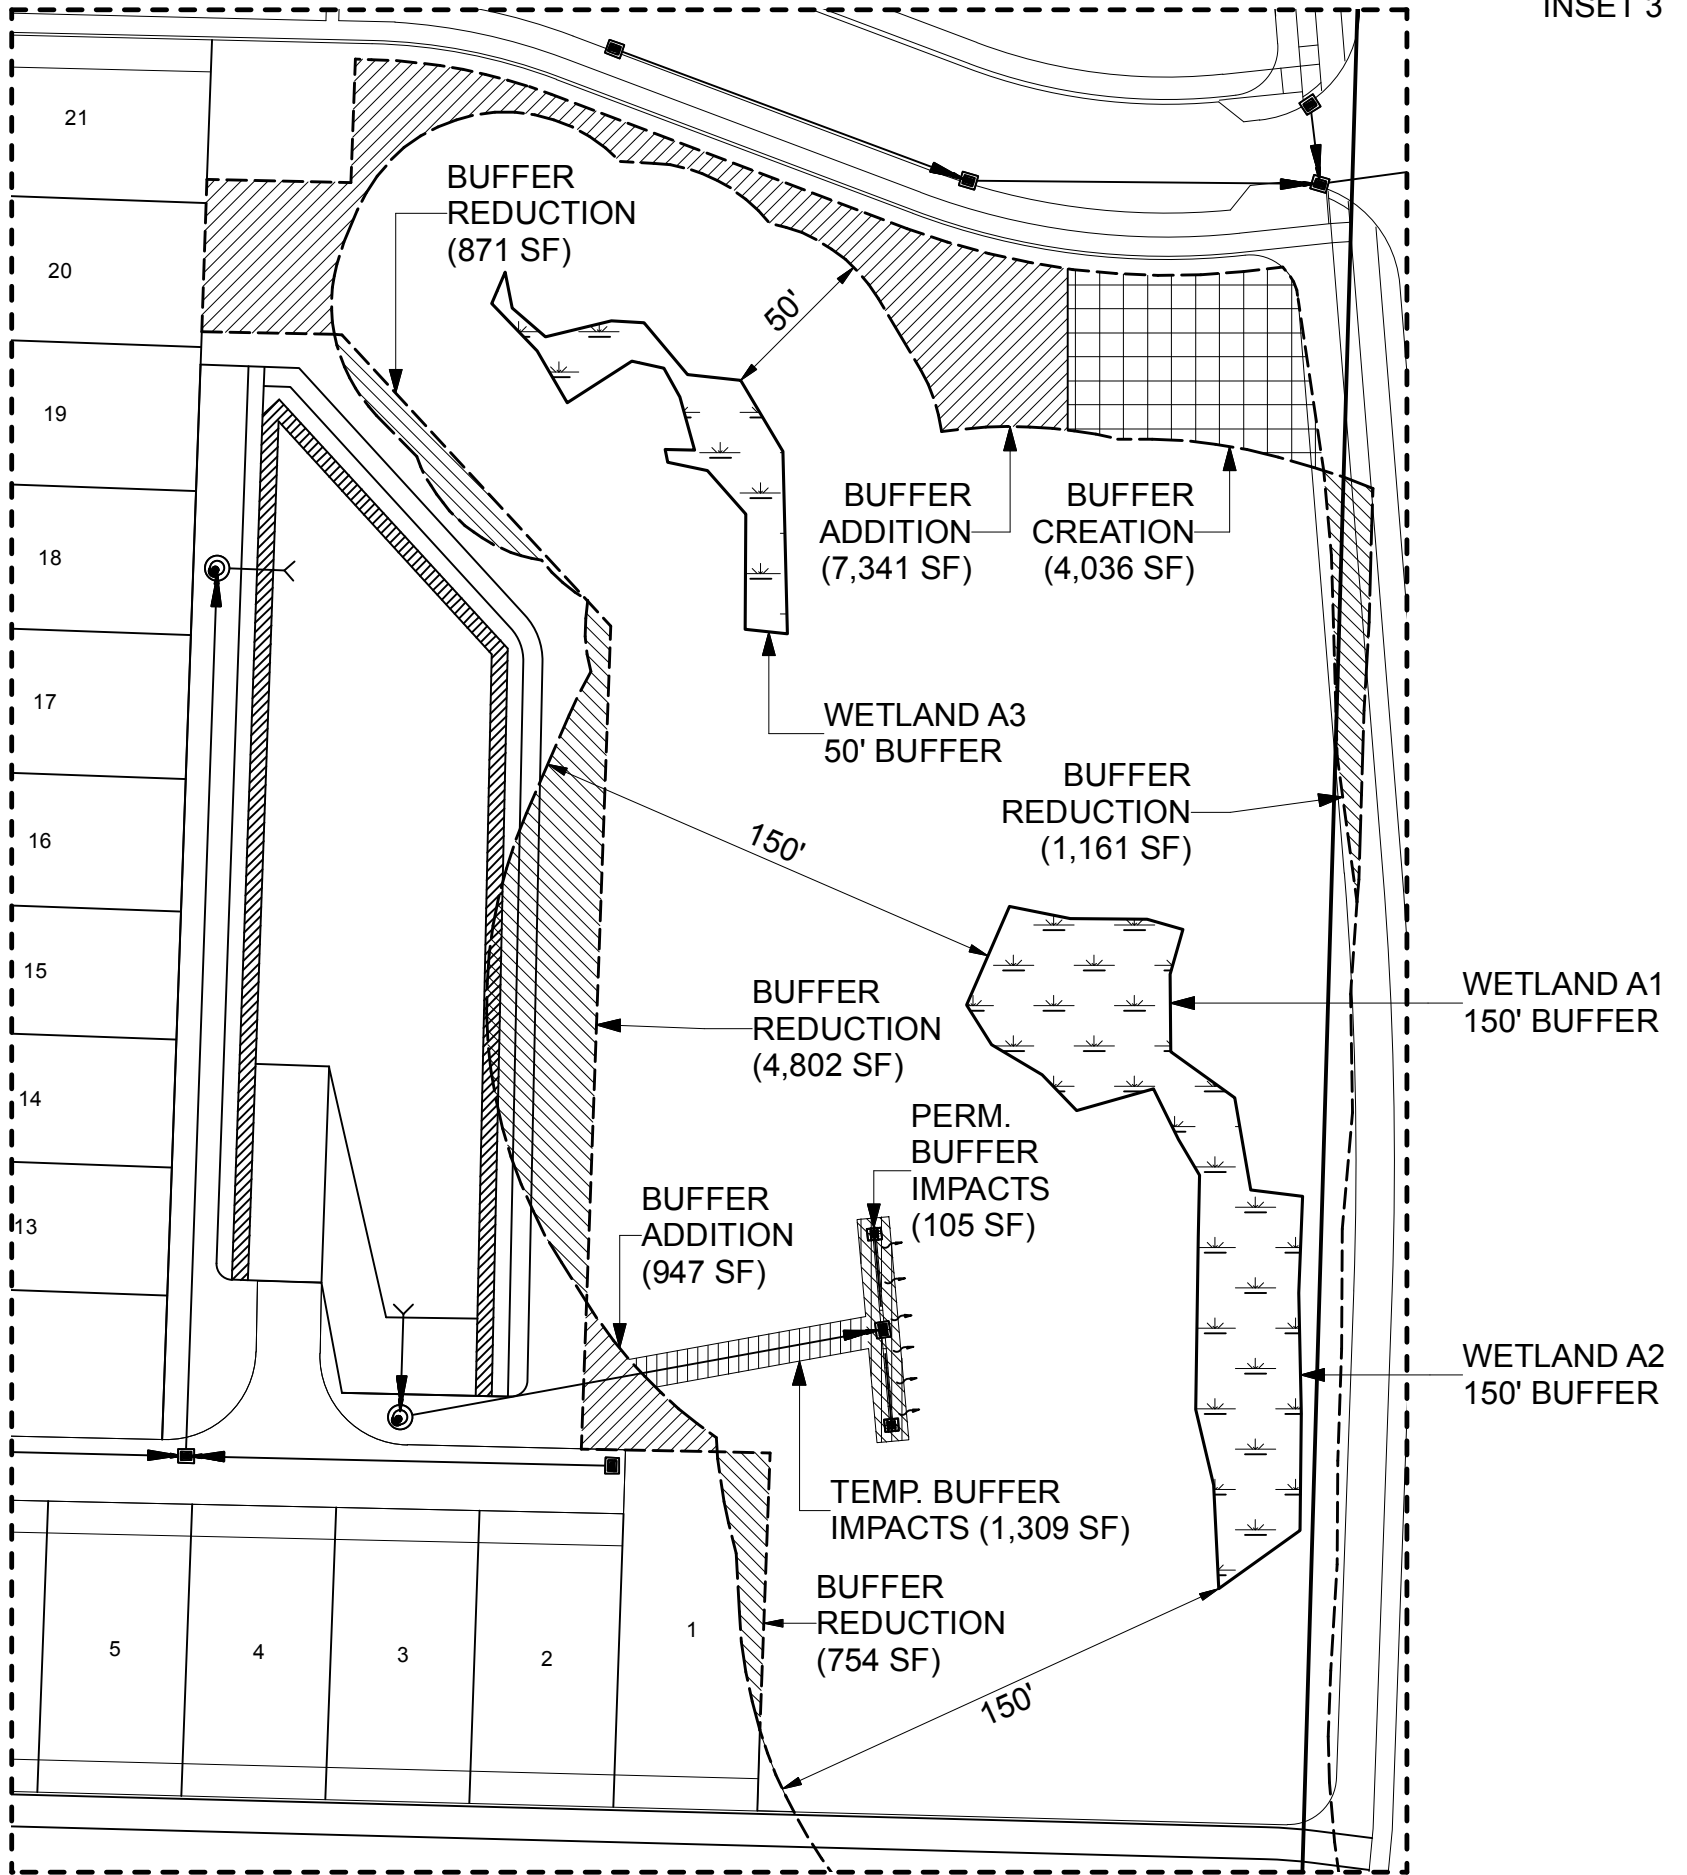 INSET 3
21
20
19
18
17
16
15
14
13
BUFFER
REDUCTION
(871 SF)
50'
BUFFER
ADDITION
(7,341 SF)
BUFFER
CREATION
(4,036 SF)
WETLAND A3
50' BUFFER
BUFFER
REDUCTION
(1,161 SF)
150'
WETLAND A1
150' BUFFER
BUFFER
REDUCTION
(4,802 SF)
PERM.
BUFFER
IMPACTS
(105 SF)
BUFFER
ADDITION
(947 SF)
WETLAND A2
150' BUFFER
TEMP. BUFFER
IMPACTS (1,309 SF)
BUFFER
REDUCTION
(754 SF)
150'
5
4
3
2
1